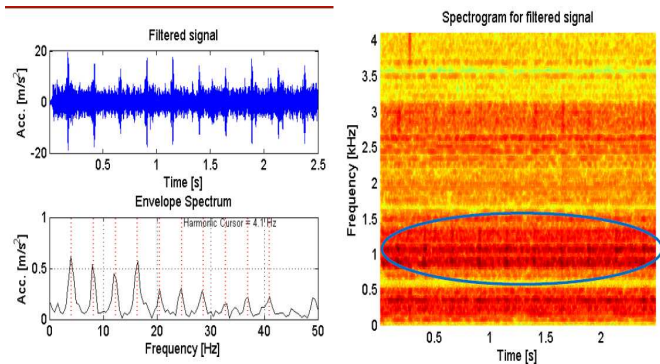 Filtered signal
20
0
-20
Acc. [m/s²]
0.5 1 1.5 2 2.5
Time [s]
Envelope Spectrum
Harmonic Cursor = 4.1 Hz
1
0.5
0
Acc. [m/s²]
0 10 20 30 40 50
Frequency [Hz]
Spectrogram for filtered signal
4
3.5
3
2.5
2
1.5
1
0.5
0
Frequency [kHz]
0.5 1 1.5 2
Time [s]